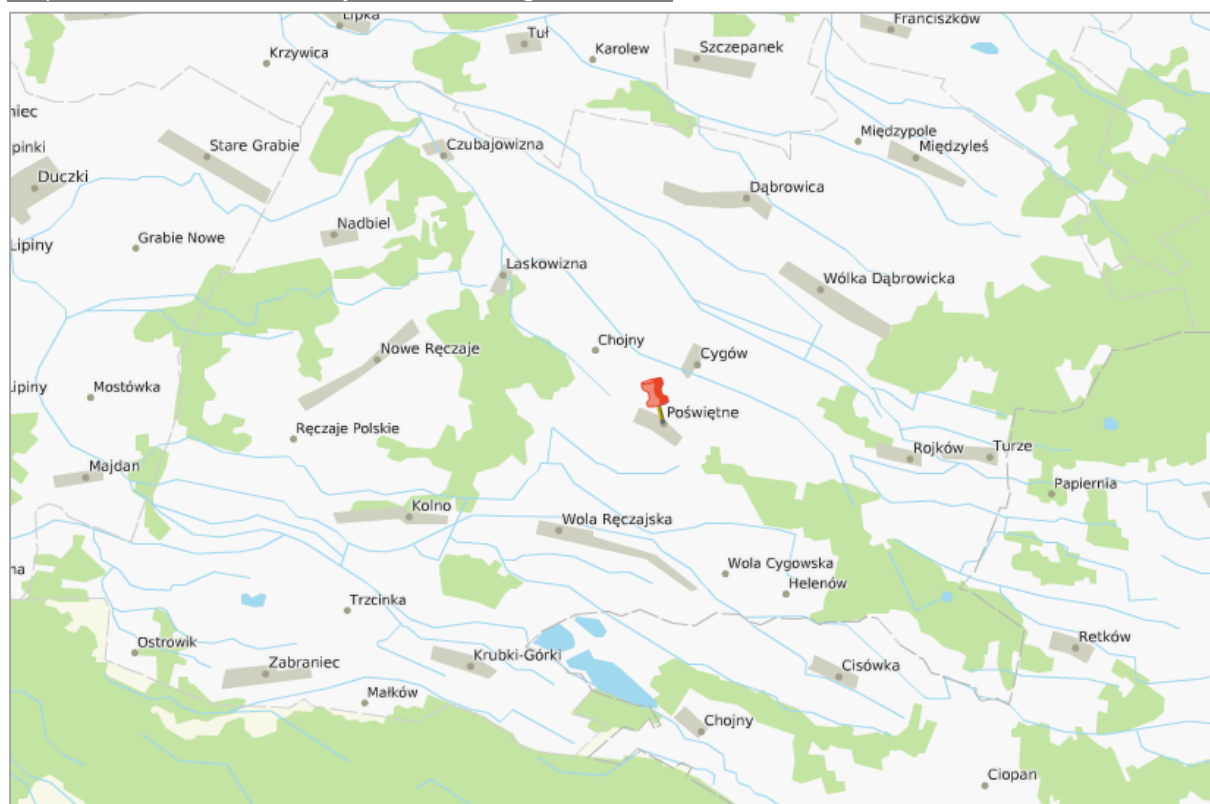 Lipka
Franciszków
Tuł
Karolew
Szczepanek
Krzywica
niec
Międzypole
Stare Grabie
Czubajowizna
Międzyleś
pinki
Duczki
Dąbrowica
Nadbiel
Grabie Nowe
Lipiny
Laskowizna
Wólka Dąbrowicka
Chojny
Nowe Ręczaje
Cygów
Lipiny
Mostówka
Poświętne
Ręczaje Polskie
Rojków
Turze
Majdan
Papiernia
Kolno
Wola Ręczajska
na
Wola Cygowska
Helenów
Trzcinka
Ostrowik
Retków
Zabraniec
Krubki-Górki
Cisówka
Małków
Chojny
Ciopan